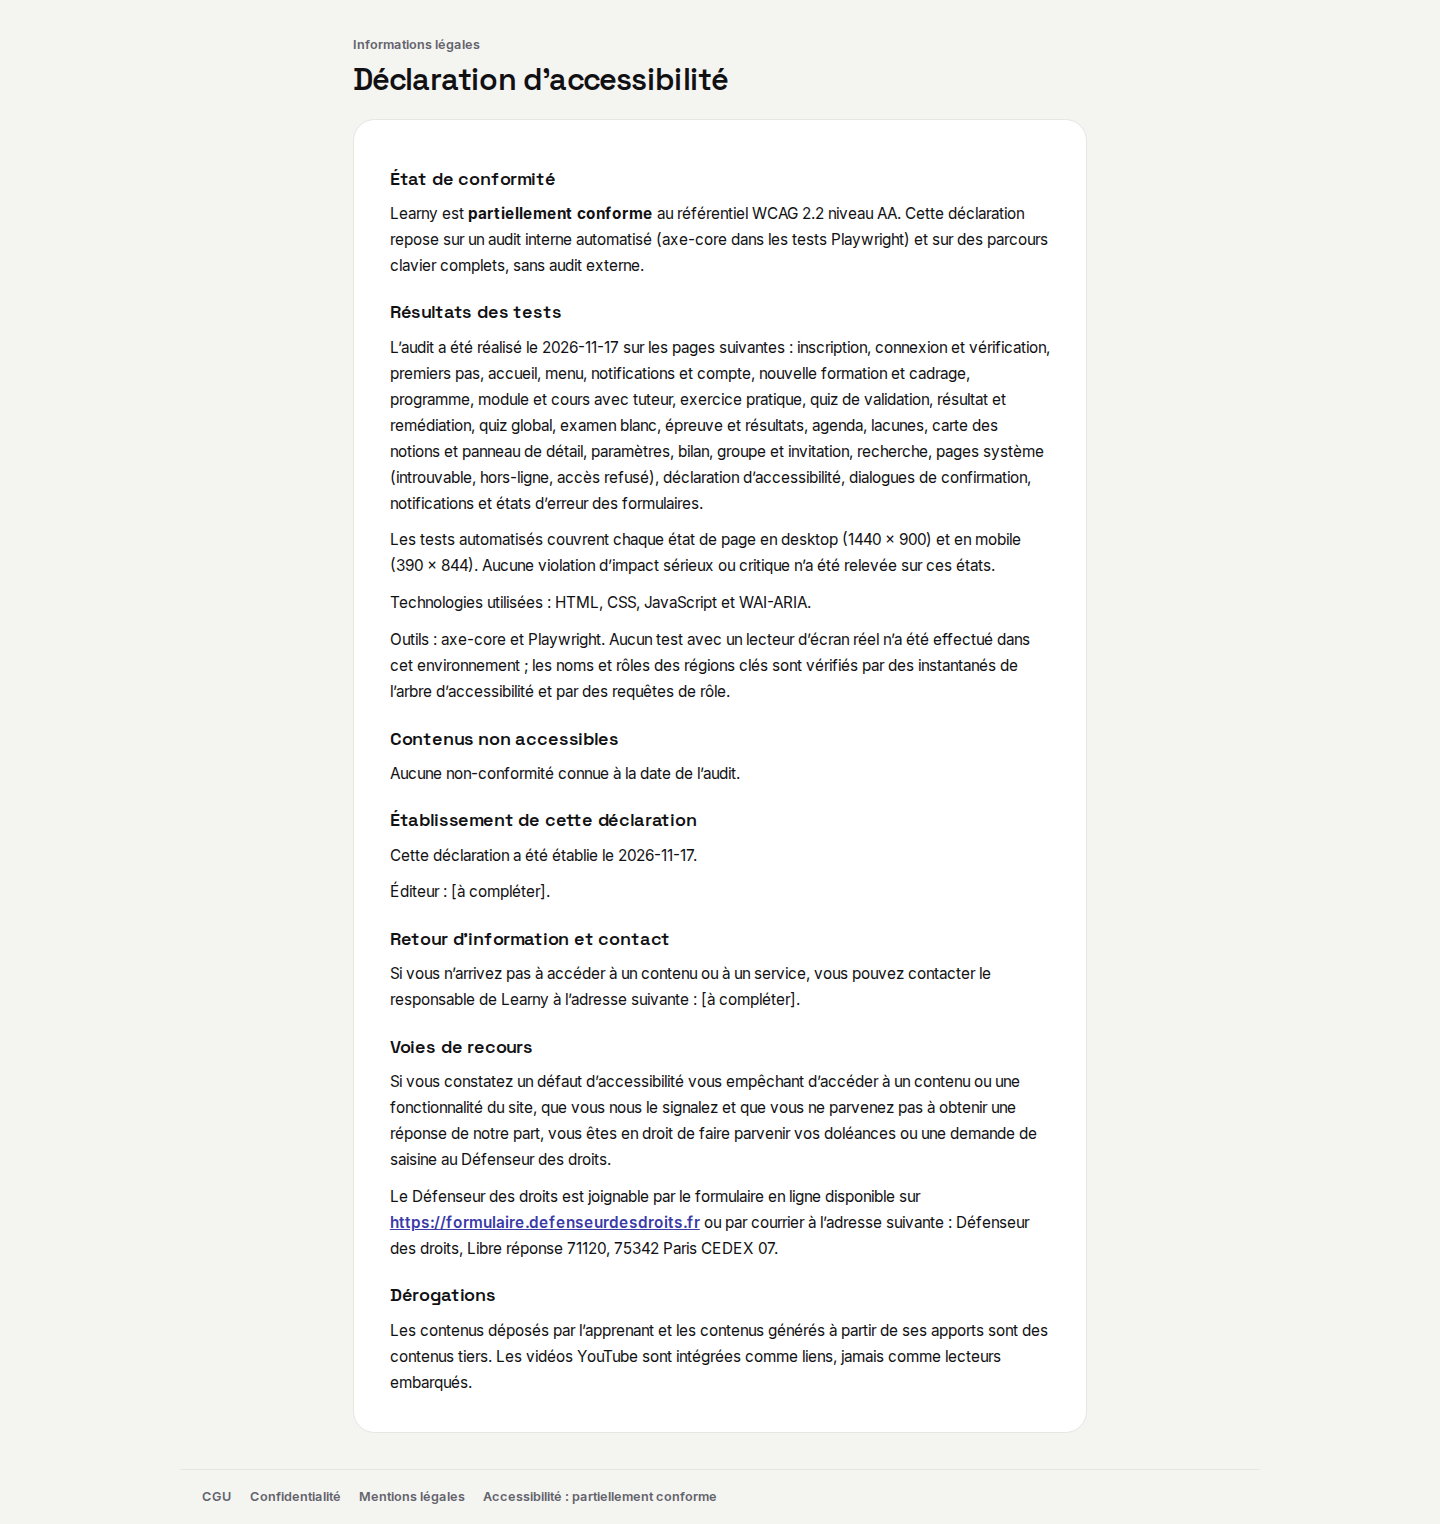 Informations légales
Déclaration d’accessibilité
État de conformité
Learny est partiellement conforme au référentiel WCAG 2.2 niveau AA. Cette déclaration
repose sur un audit interne automatisé (axe-core dans les tests Playwright) et sur des parcours
clavier complets, sans audit externe.
Résultats des tests
L’audit a été réalisé le 2026-11-17 sur les pages suivantes : inscription, connexion et vérification,
premiers pas, accueil, menu, notifications et compte, nouvelle formation et cadrage,
programme, module et cours avec tuteur, exercice pratique, quiz de validation, résultat et
remédiation, quiz global, examen blanc, épreuve et résultats, agenda, lacunes, carte des
notions et panneau de détail, paramètres, bilan, groupe et invitation, recherche, pages système
(introuvable, hors-ligne, accès refusé), déclaration d’accessibilité, dialogues de confirmation,
notifications et états d’erreur des formulaires.
Les tests automatisés couvrent chaque état de page en desktop (1440 × 900) et en mobile
(390 × 844). Aucune violation d’impact sérieux ou critique n’a été relevée sur ces états.
Technologies utilisées : HTML, CSS, JavaScript et WAI-ARIA.
Outils : axe-core et Playwright. Aucun test avec un lecteur d’écran réel n’a été effectué dans
cet environnement ; les noms et rôles des régions clés sont vérifiés par des instantanés de
l’arbre d’accessibilité et par des requêtes de rôle.
Contenus non accessibles
Aucune non-conformité connue à la date de l’audit.
Établissement de cette déclaration
Cette déclaration a été établie le 2026-11-17.
Éditeur : [à compléter].
Retour d’information et contact
Si vous n’arrivez pas à accéder à un contenu ou à un service, vous pouvez contacter le
responsable de Learny à l’adresse suivante : [à compléter].
Voies de recours
Si vous constatez un défaut d’accessibilité vous empêchant d’accéder à un contenu ou une
fonctionnalité du site, que vous nous le signalez et que vous ne parvenez pas à obtenir une
réponse de notre part, vous êtes en droit de faire parvenir vos doléances ou une demande de
saisine au Défenseur des droits.
Le Défenseur des droits est joignable par le formulaire en ligne disponible sur
https://formulaire.defenseurdesdroits.fr ou par courrier à l’adresse suivante : Défenseur
des droits, Libre réponse 71120, 75342 Paris CEDEX 07.
Dérogations
Les contenus déposés par l’apprenant et les contenus générés à partir de ses apports sont des
contenus tiers. Les vidéos YouTube sont intégrées comme liens, jamais comme lecteurs
embarqués.
CGU Confidentialité Mentions légales Accessibilité : partiellement conforme